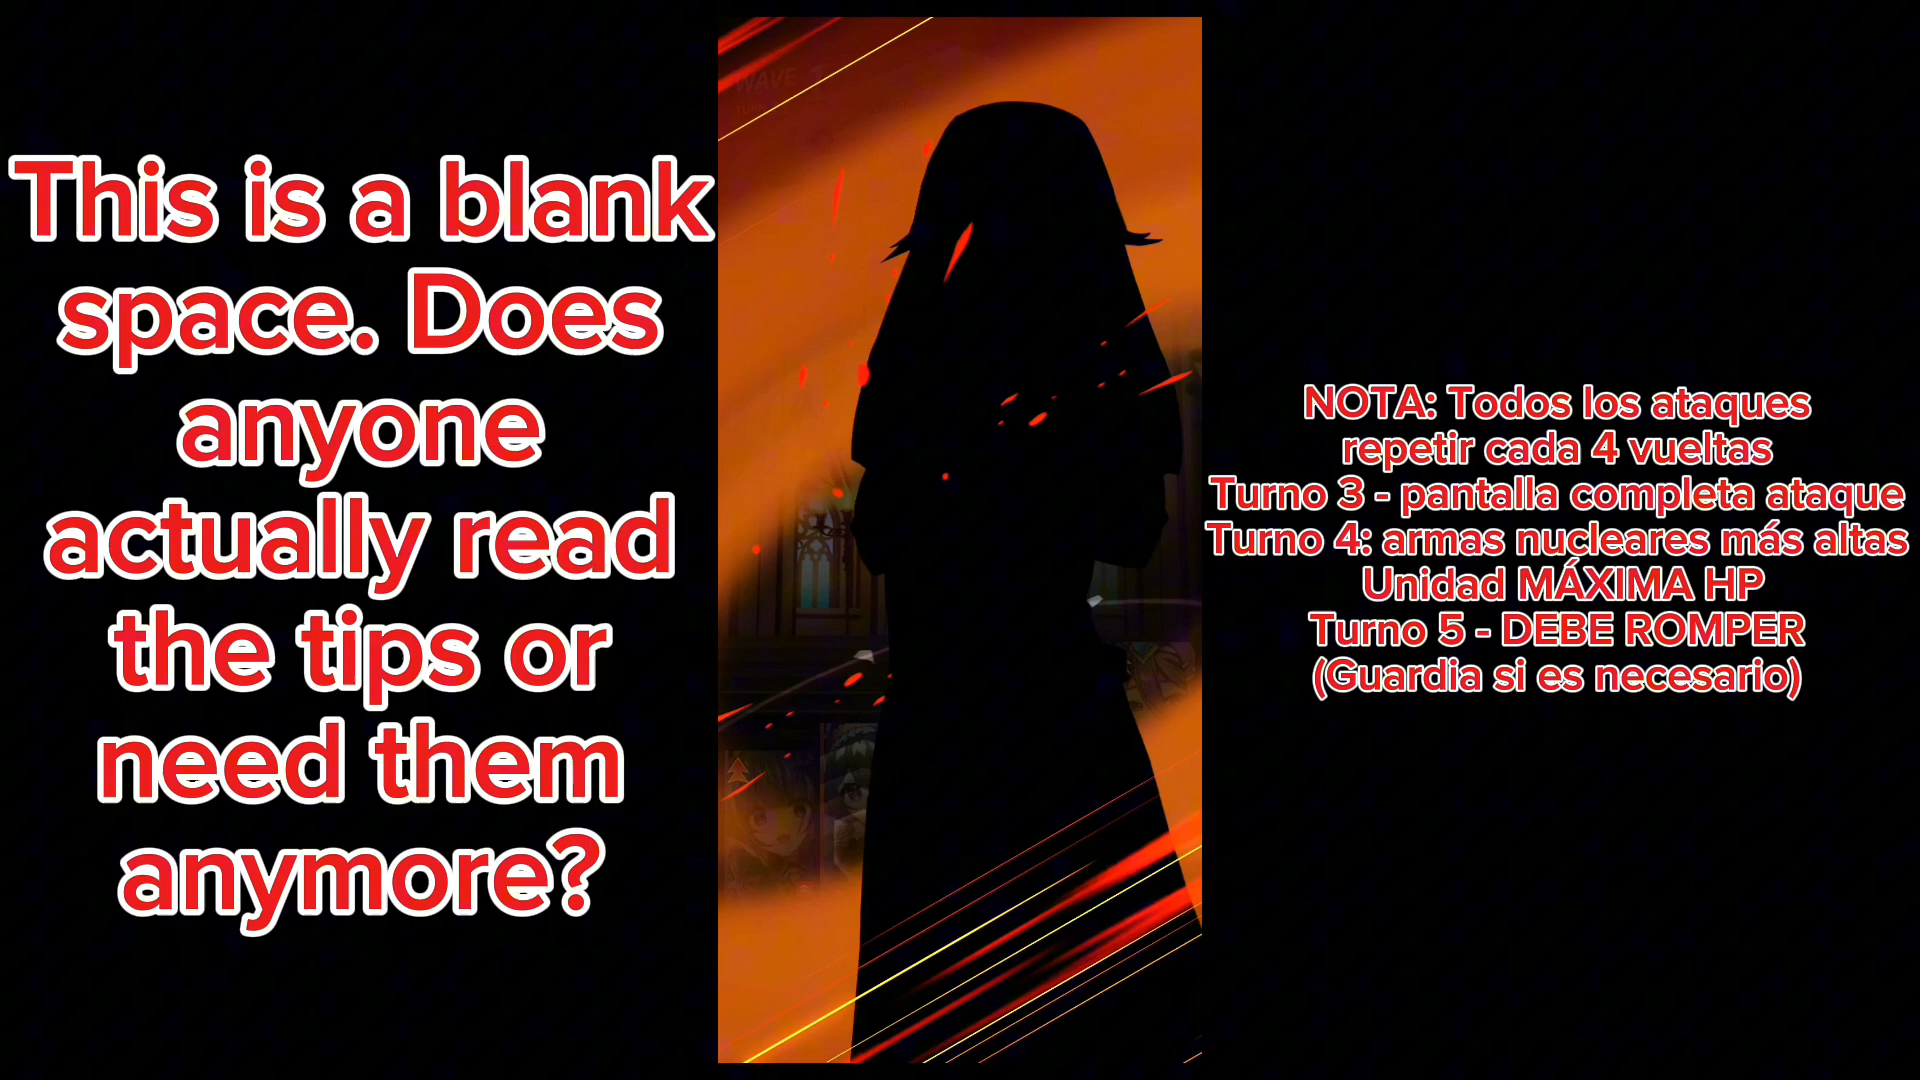 This is a blank
space. Does
anyone
actually read
the tips or
need them
anymore?
WAVE
NOTA: Todos los ataques
repetir cada 4 vueltas
Turno 3 - pantalla completa ataque
Turno 4: armas nucleares más altas
Unidad MÁXIMA HP
Turno 5 - DEBE ROMPER
(Guardia si es necesario)